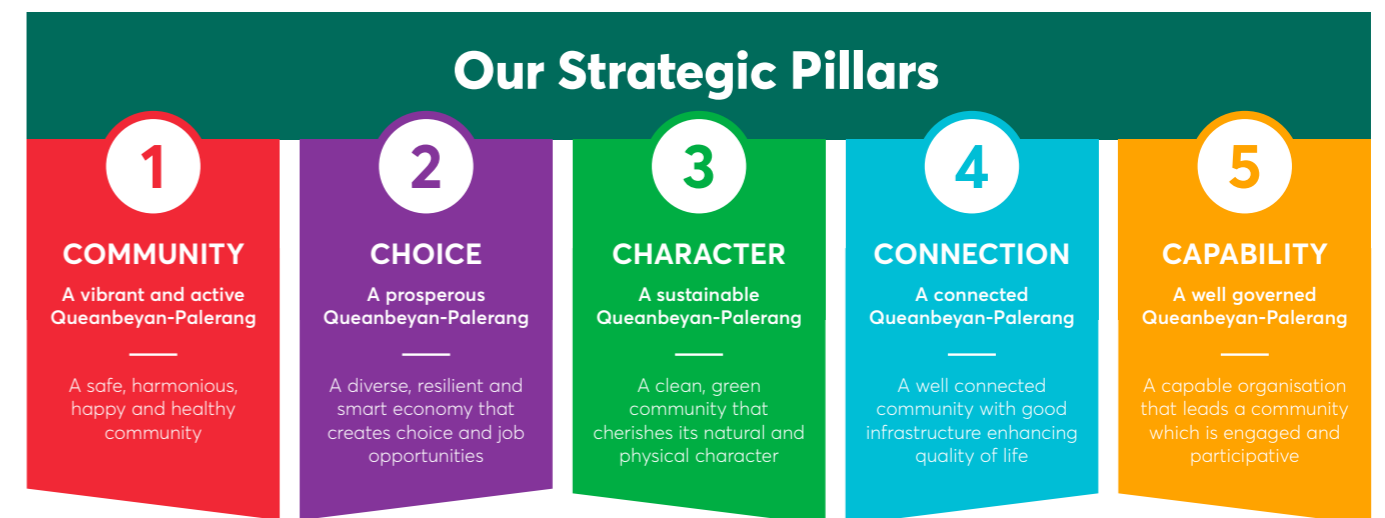 Our Strategic Pillars
1
COMMUNITY
A vibrant and active
Queanbeyan-Palerang
A safe, harmonious,
happy and healthy
community
2
CHOICE
A prosperous
Queanbeyan-Palerang
A diverse, resilient and
smart economy that
creates choice and job
opportunities
3
CHARACTER
A sustainable
Queanbeyan-Palerang
A clean, green
community that
cherishes its natural and
physical character
4
CONNECTION
A connected
Queanbeyan-Palerang
A well connected
community with good
infrastructure enhancing
quality of life
5
CAPABILITY
A well governed
Queanbeyan-Palerang
A capable organisation
that leads a community
which is engaged and
participative